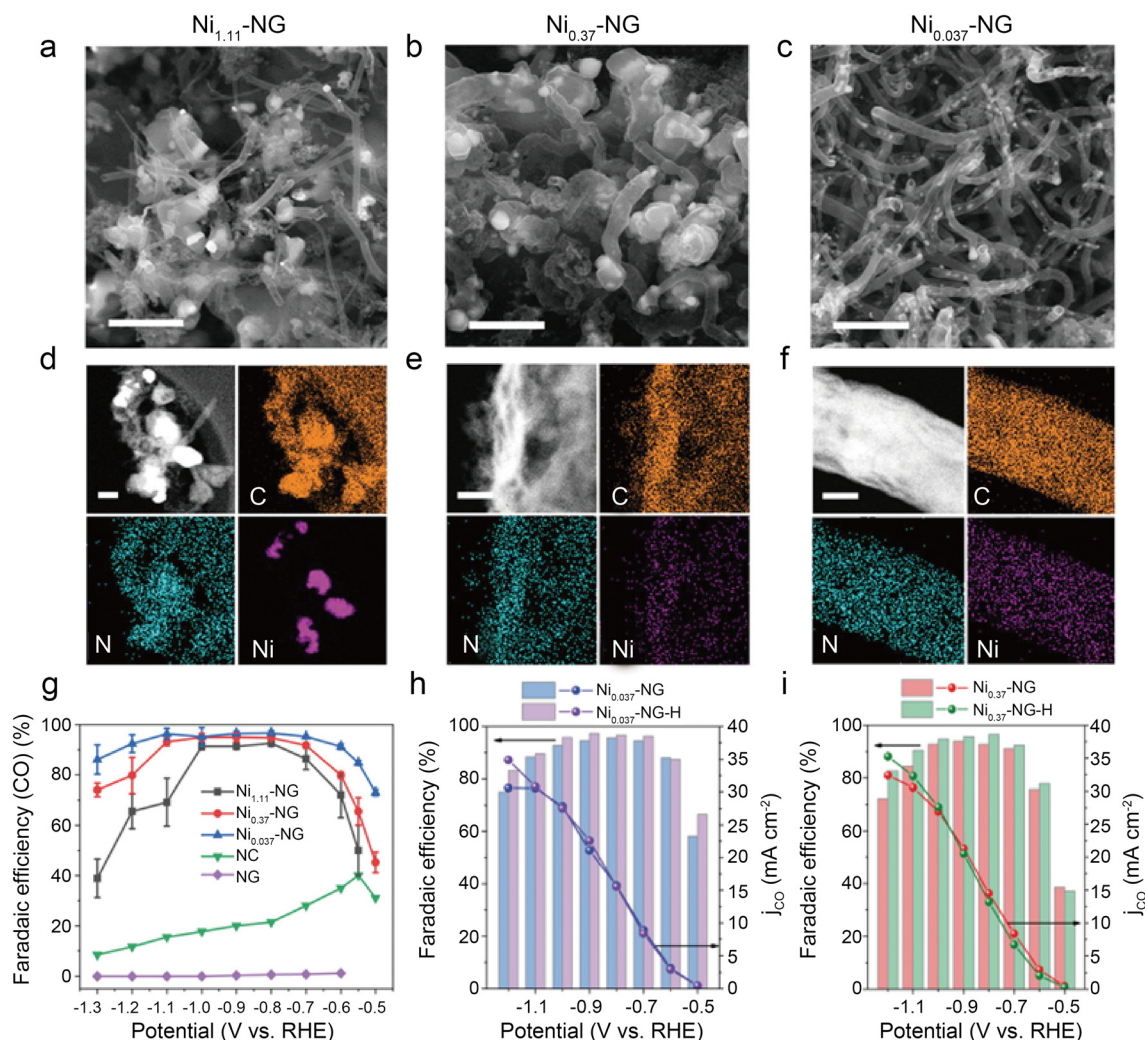 Ni1.11-NG
Ni0.37-NG
Ni0.037-NG
a
b
c
d
C
N
Ni
e
C
N
Ni
f
C
N
Ni
g
Faradaic efficiency (CO) (%)
100
80
60
40
20
0
Ni1.11-NG
Ni0.37-NG
Ni0.037-NG
NC
NG
-1.3 -1.2 -1.1 -1.0 -0.9 -0.8 -0.7 -0.6 -0.5
Potential (V vs. RHE)
h
Ni0.037-NG
Ni0.037-NG-H
Faradaic efficiency (%)
100
80
60
40
20
0
40
35
30
25
20
15
10
5
0
jCO (mA cm-2)
-1.1 -0.9 -0.7 -0.5
Potential (V vs. RHE)
i
Ni0.37-NG
Ni0.37-NG-H
Faradaic efficiency (%)
100
80
60
40
20
0
40
35
30
25
20
15
10
5
0
jCO (mA cm-2)
-1.1 -0.9 -0.7 -0.5
Potential (V vs. RHE)